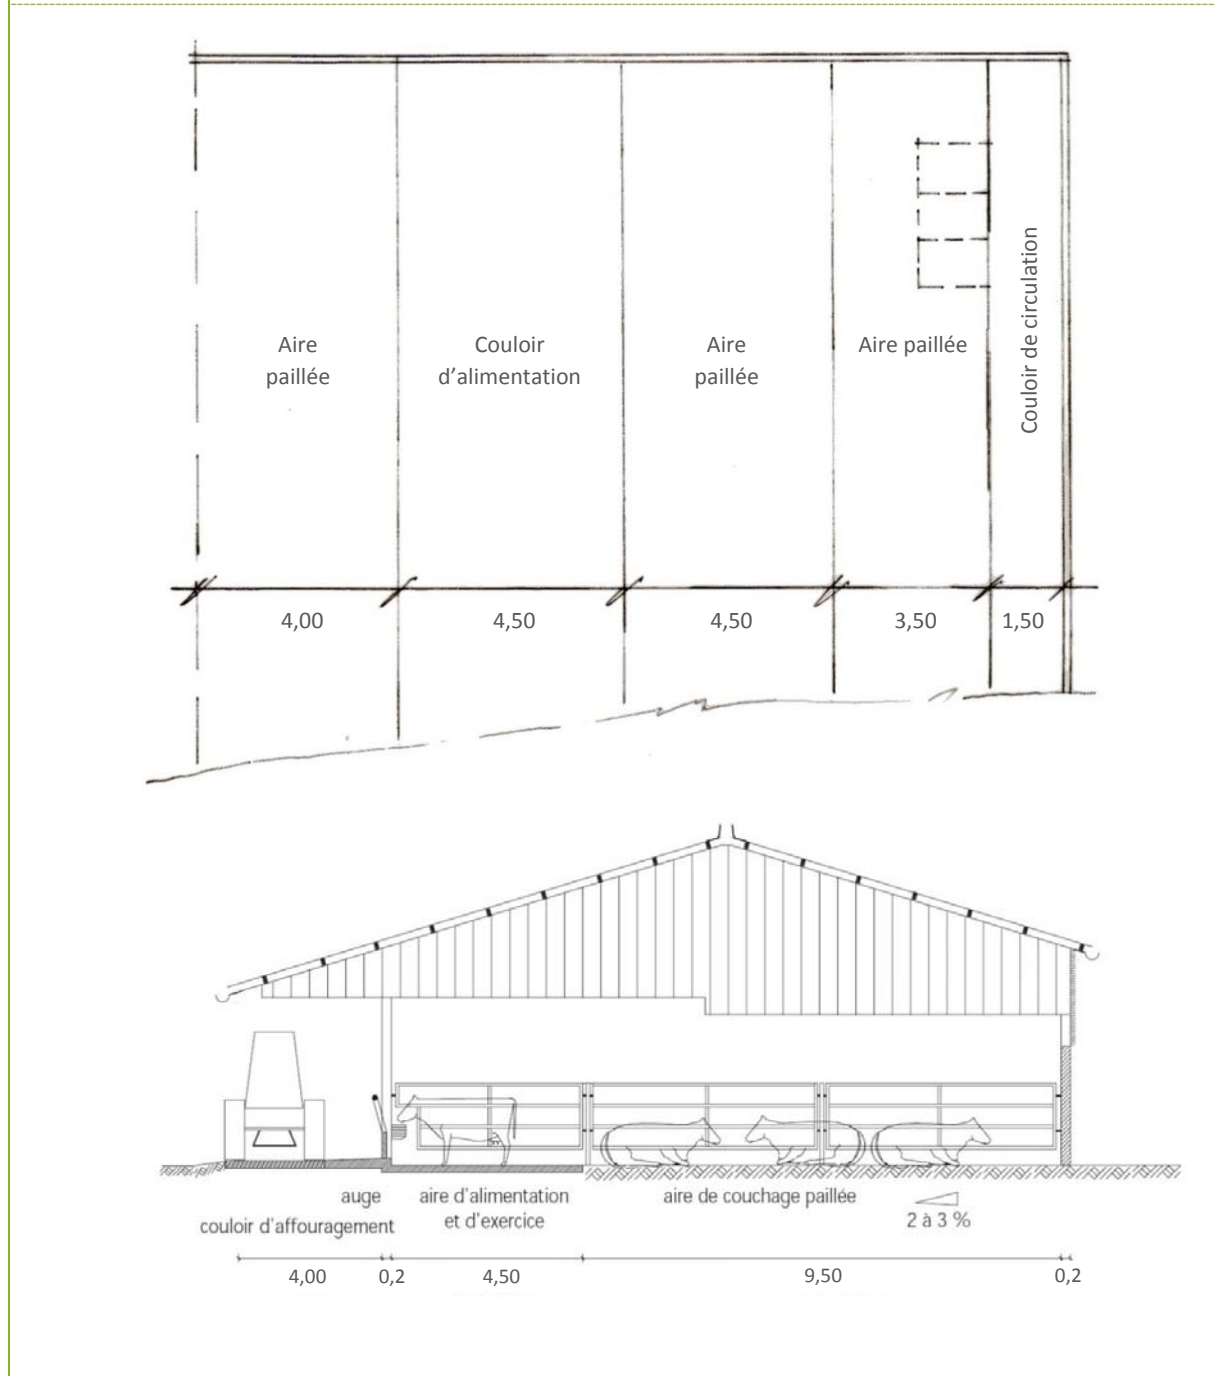 Aire
paillée
Couloir
d’alimentation
Aire
paillée
Aire paillée
Couloir de circulation
4,00
4,50
4,50
3,50
1,50
auge
couloir d'affouragement
aire d'alimentation
et d'exercice
aire de couchage paillée
2 à 3 %
4,00
0,2
4,50
9,50
0,2